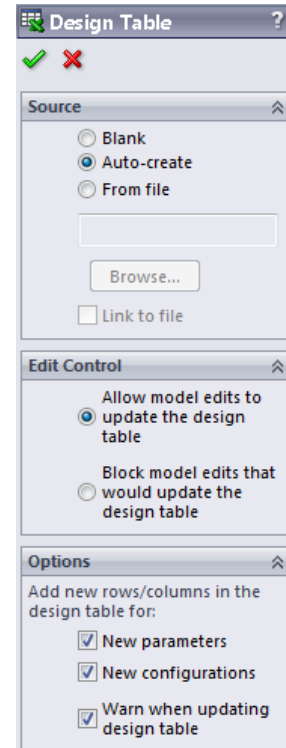 Design Table ?
Source
Blank
Auto-create
From file
Browse...
Link to file
Edit Control
Allow model edits to
update the design
table
Block model edits that
would update the
design table
Options
Add new rows/columns in the
design table for:
New parameters
New configurations
Warn when updating
design table